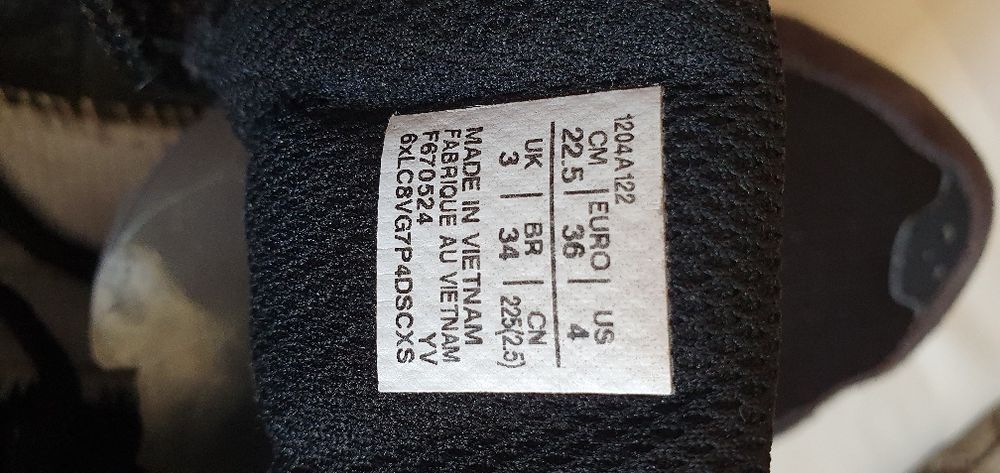 1204A122
CM | EURO | US
22.5 | 36 | 4
UK | BR | CN
3 | 34 | 225(2.5)
MADE IN VIETNAM
FABRIQUE AU VIETNAM
F670524 YV
6XLC8VG7P4DSCXS